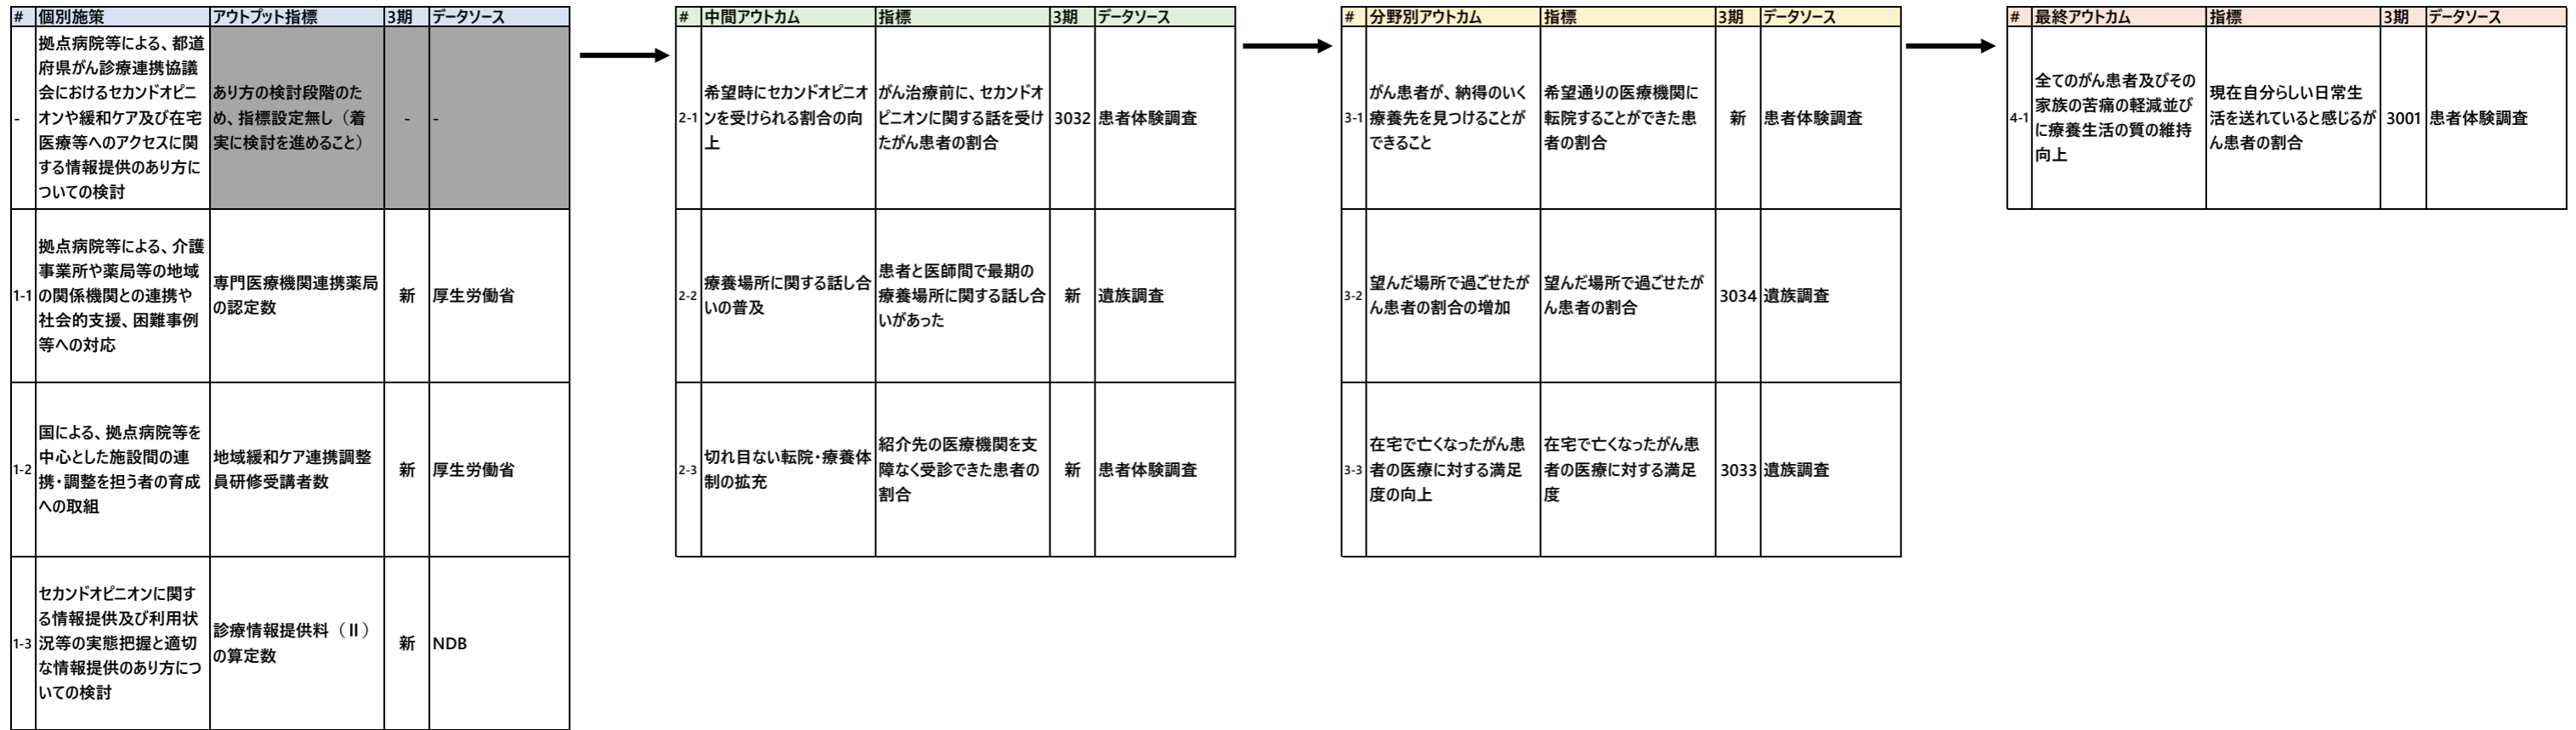 # 個別施策 アウトプット指標 3期 データソース
-
拠点病院等による、都道
府県がん診療連携協議
会におけるセカンドオピニ
オンや緩和ケア及び在宅
医療等へのアクセスに関
する情報提供のあり方に
ついての検討
あり方の検討段階のた
め、指標設定無し（着
実に検討を進めること）
-
-
1-1
拠点病院等による、介護
事業所や薬局等の地域
の関係機関との連携や
社会的支援、困難事例
等への対応
専門医療機関連携薬局
の認定数
新
厚生労働省
1-2
国による、拠点病院等を
中心とした施設間の連
携・調整を担う者の育成
への取組
地域緩和ケア連携調整
員研修受講者数
新
厚生労働省
1-3
セカンドオピニオンに関す
る情報提供及び利用状
況等の実態把握と適切
な情報提供のあり方につ
いての検討
診療情報提供料（Ⅱ）
の算定数
新
NDB
# 中間アウトカム 指標 3期 データソース
2-1
希望時にセカンドオピニオ
ンを受けられる割合の向
上
がん治療前に、セカンドオ
ピニオンに関する話を受け
たがん患者の割合
3032
患者体験調査
2-2
療養場所に関する話し合
いの普及
患者と医師間で最期の
療養場所に関する話し合
いがあった
新
遺族調査
2-3
切れ目ない転院・療養体
制の拡充
紹介先の医療機関を支
障なく受診できた患者の
割合
新
患者体験調査
# 分野別アウトカム 指標 3期 データソース
3-1
がん患者が、納得のいく
療養先を見つけることが
できること
希望通りの医療機関に
転院することができた患
者の割合
新
患者体験調査
3-2
望んだ場所で過ごせたが
ん患者の割合の増加
望んだ場所で過ごせたが
ん患者の割合
3034
遺族調査
3-3
在宅で亡くなったがん患
者の医療に対する満足
度の向上
在宅で亡くなったがん患
者の医療に対する満足
度
3033
遺族調査
# 最終アウトカム 指標 3期 データソース
4-1
全てのがん患者及びその
家族の苦痛の軽減並び
に療養生活の質の維持
向上
現在自分らしい日常生
活を送れていると感じるが
ん患者の割合
3001
患者体験調査